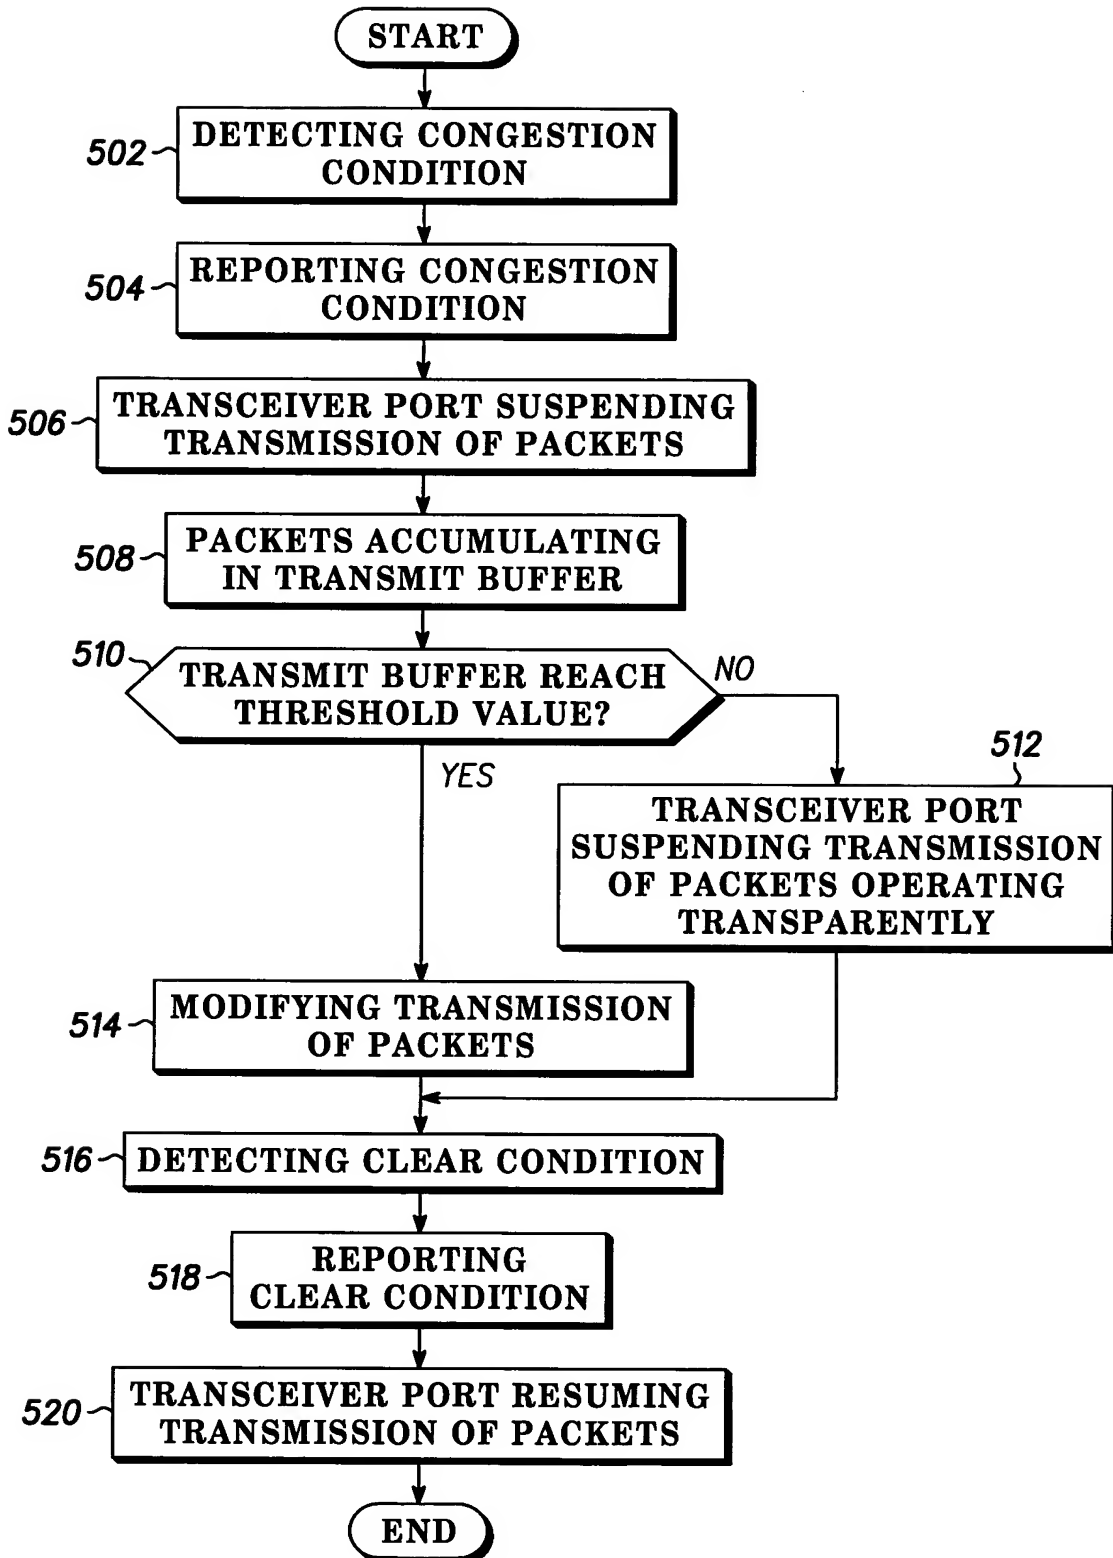 START
502
DETECTING CONGESTION
CONDITION
504
REPORTING CONGESTION
CONDITION
506
TRANSCEIVER PORT SUSPENDING
TRANSMISSION OF PACKETS
508
PACKETS ACCUMULATING
IN TRANSMIT BUFFER
510
TRANSMIT BUFFER REACH
THRESHOLD VALUE?
NO
YES
512
TRANSCEIVER PORT
SUSPENDING TRANSMISSION
OF PACKETS OPERATING
TRANSPARENTLY
514
MODIFYING TRANSMISSION
OF PACKETS
516
DETECTING CLEAR CONDITION
518
REPORTING
CLEAR CONDITION
520
TRANSCEIVER PORT RESUMING
TRANSMISSION OF PACKETS
END